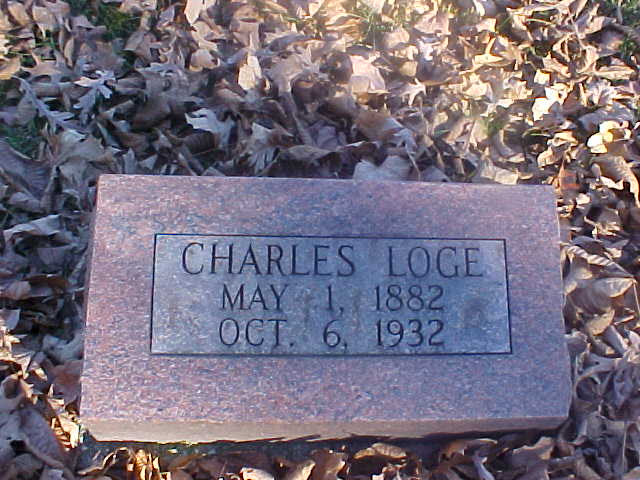 CHARLES LOGE
MAY 1, 1882
OCT. 6, 1932